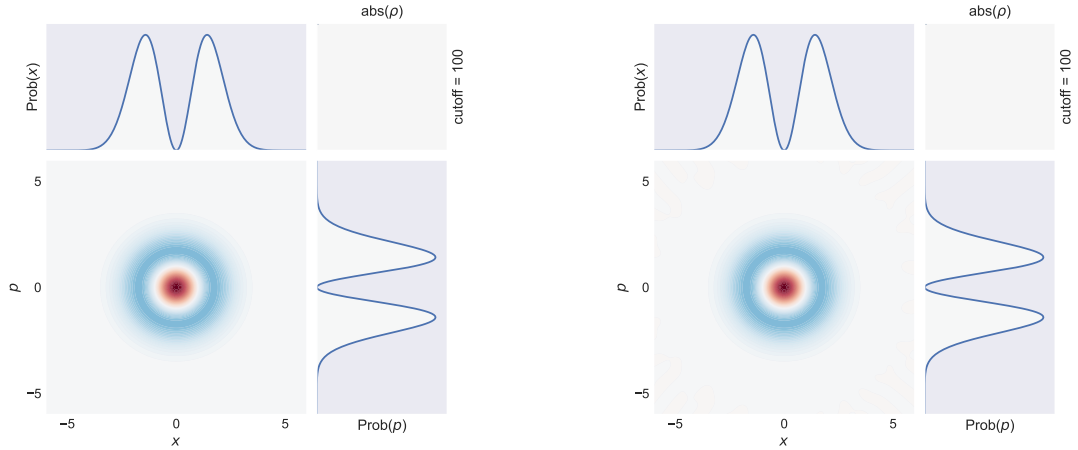 abs(ρ)
Prob(x)
cutoff = 100
5
0
−5
p
−5 0 5
x
Prob(p)
abs(ρ)
Prob(x)
cutoff = 100
5
0
−5
p
−5 0 5
x
Prob(p)